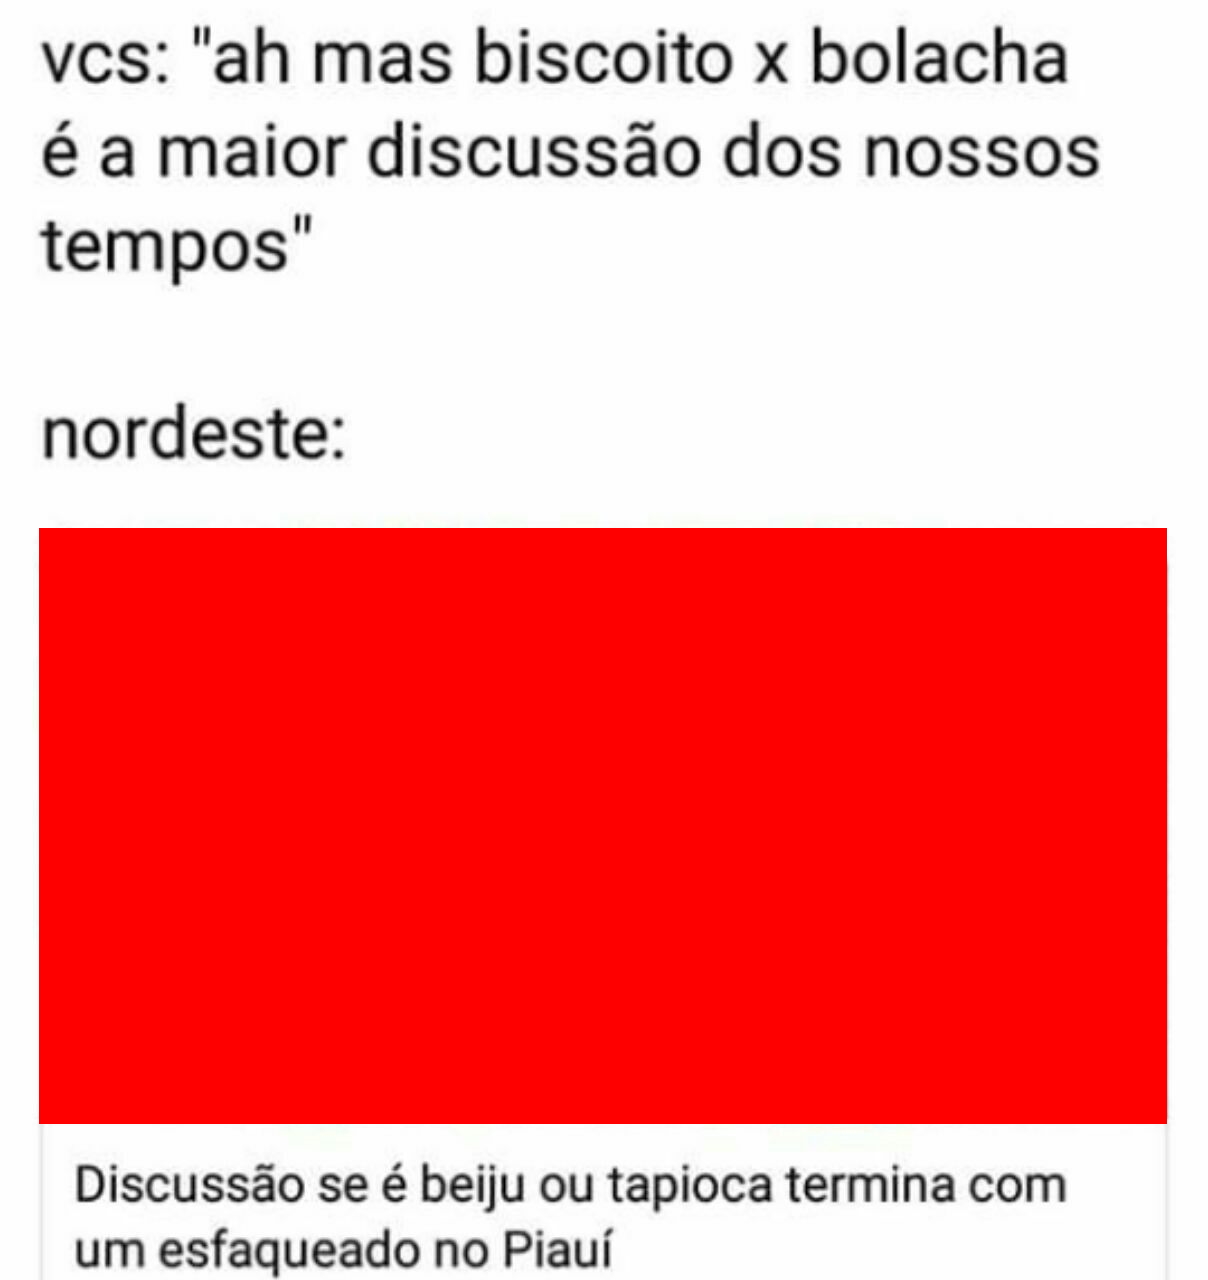 vcs: "ah mas biscoito x bolacha
é a maior discussão dos nossos
tempos"
nordeste:
Discussão se é beiju ou tapioca termina com
um esfaqueado no Piauí